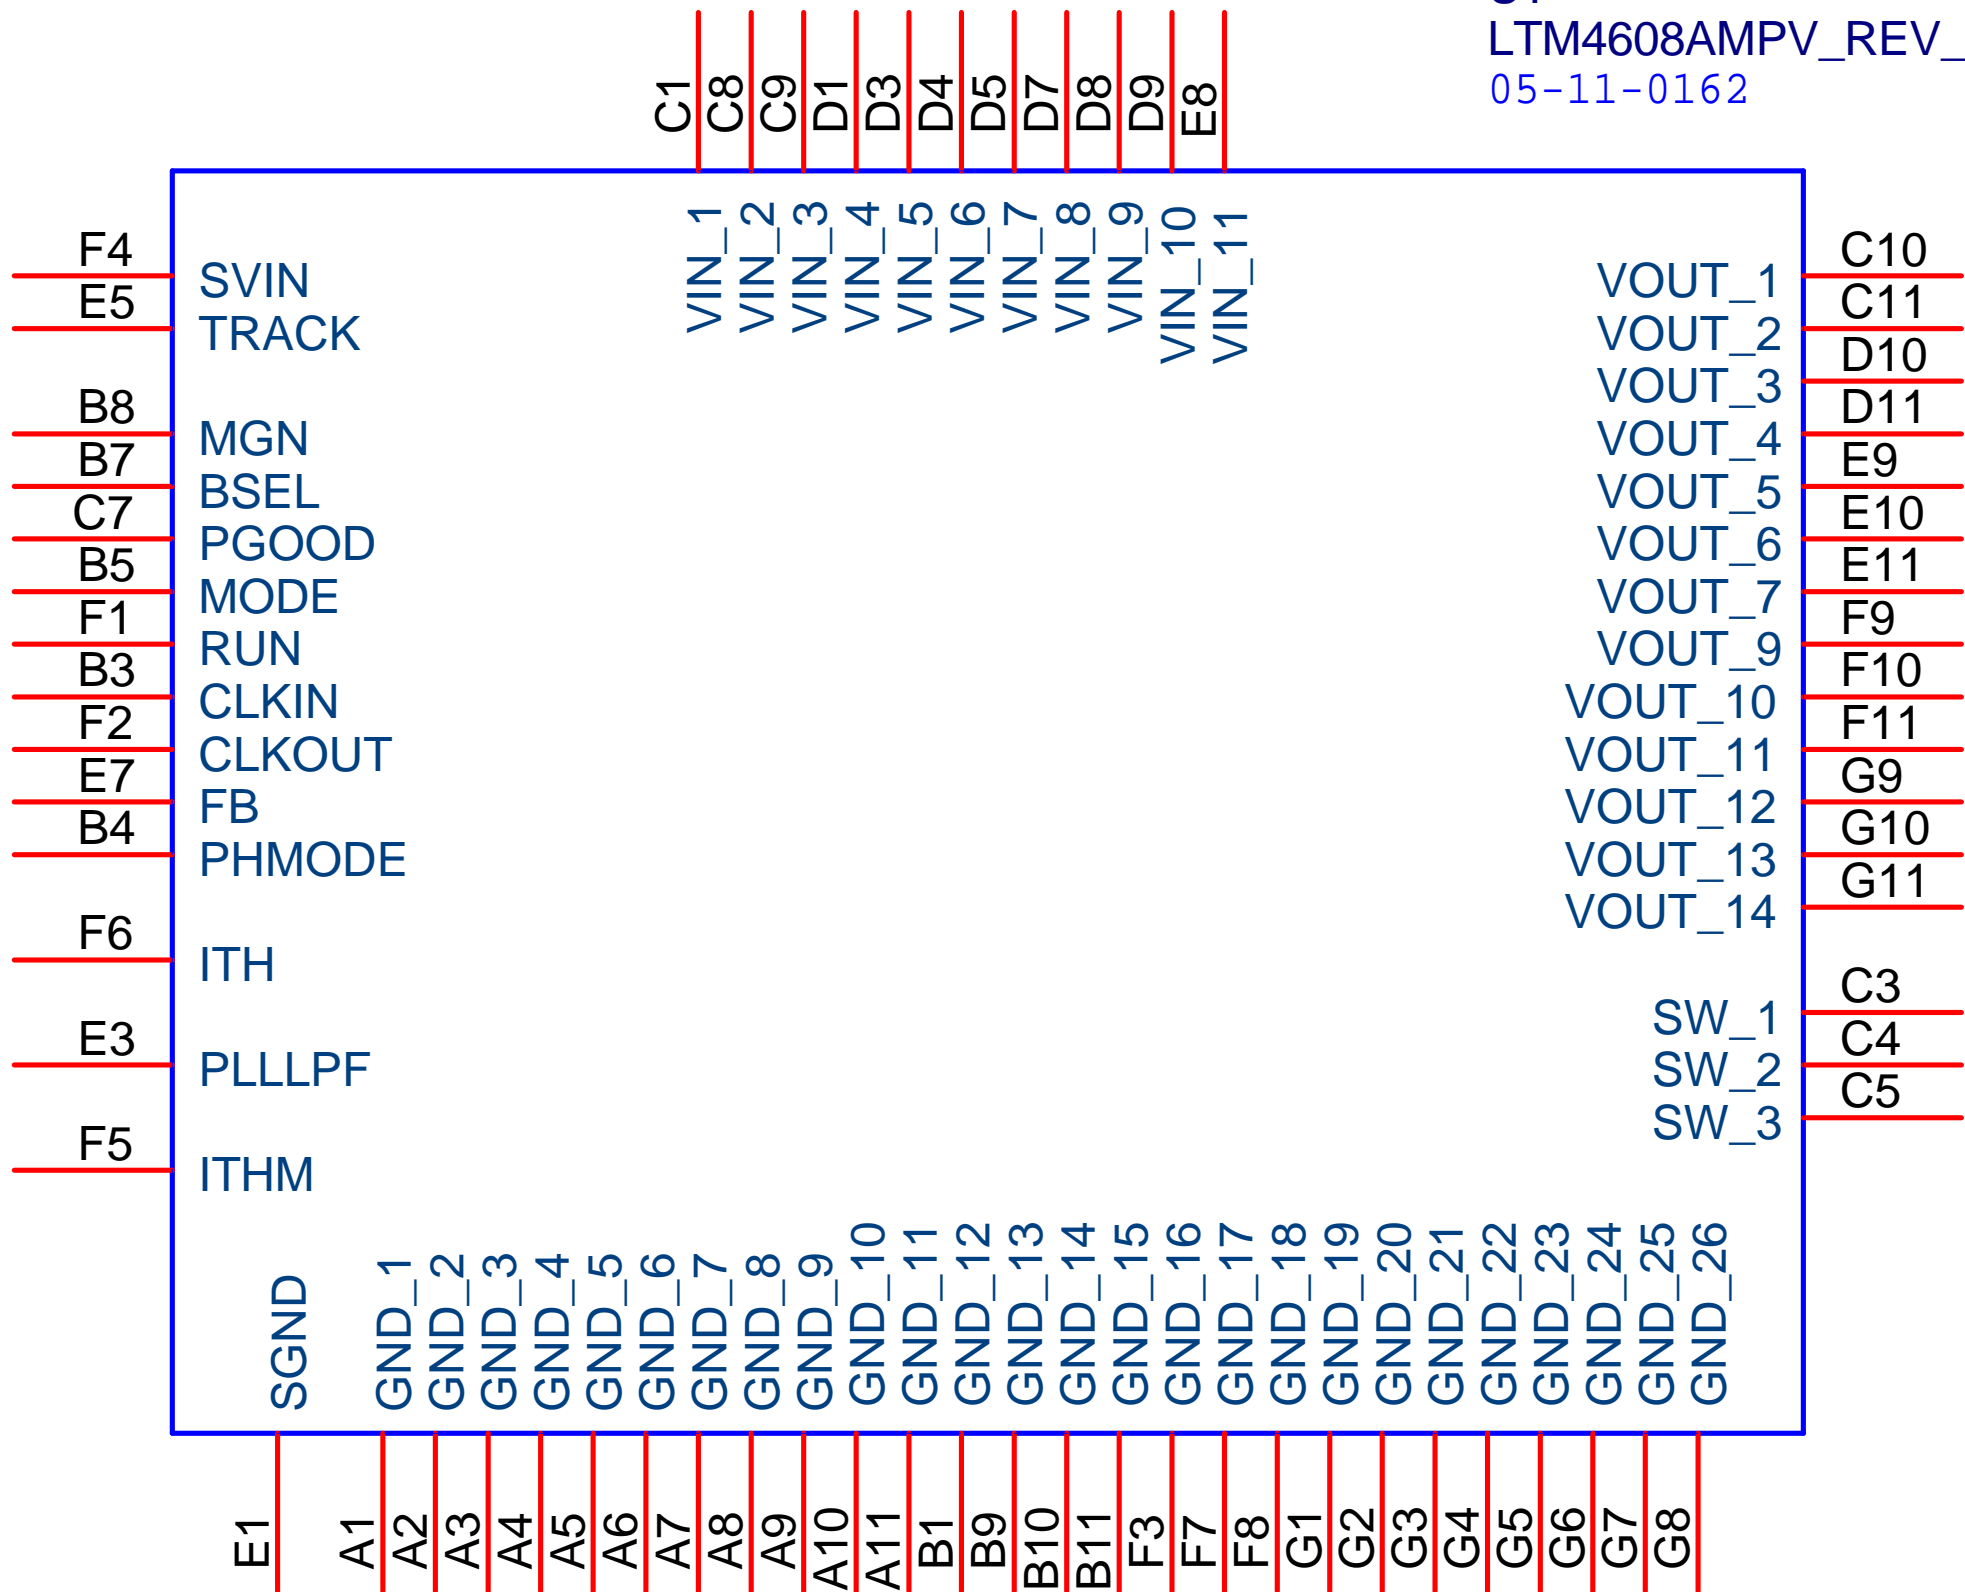 LTM4608AMPV_REV_
05-11-0162
C1
C8
C9
D1
D3
D4
D5
D7
D8
D9
E8
VIN_1
VIN_2
VIN_3
VIN_4
VIN_5
VIN_6
VIN_7
VIN_8
VIN_9
VIN_10
VIN_11
F4 SVIN
E5 TRACK
B8 MGN
B7 BSEL
C7 PGOOD
B5 MODE
F1 RUN
B3 CLKIN
F2 CLKOUT
E7 FB
B4 PHMODE
F6 ITH
E3 PLLLPF
F5 ITHM
VOUT_1 C10
VOUT_2 C11
VOUT_3 D10
VOUT_4 D11
VOUT_5 E9
VOUT_6 E10
VOUT_7 E11
VOUT_9 F9
VOUT_10 F10
VOUT_11 F11
VOUT_12 G9
VOUT_13 G10
VOUT_14 G11
SW_1 C3
SW_2 C4
SW_3 C5
SGND
GND_1
GND_2
GND_3
GND_4
GND_5
GND_6
GND_7
GND_8
GND_9
GND_10
GND_11
GND_12
GND_13
GND_14
GND_15
GND_16
GND_17
GND_18
GND_19
GND_20
GND_21
GND_22
GND_23
GND_24
GND_25
GND_26
E1
A1
A2
A3
A4
A5
A6
A7
A8
A9
A10
A11
B1
B9
B10
B11
F3
F7
F8
G1
G2
G3
G4
G5
G6
G7
G8